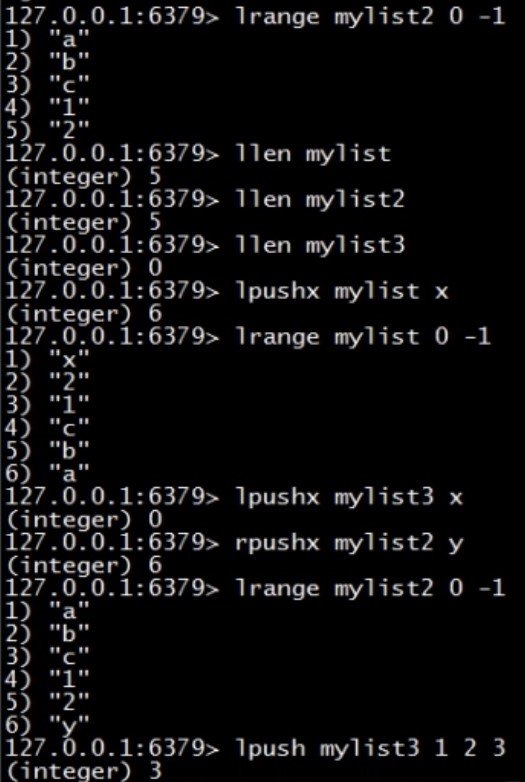 127.0.0.1:6379> lrange mylist2 0 -1
1) "a"
2) "b"
3) "c"
4) "1"
5) "2"
127.0.0.1:6379> llen mylist
(integer) 5
127.0.0.1:6379> llen mylist2
(integer) 5
127.0.0.1:6379> llen mylist3
(integer) 0
127.0.0.1:6379> lpushx mylist x
(integer) 6
127.0.0.1:6379> lrange mylist 0 -1
1) "x"
2) "2"
3) "1"
4) "c"
5) "b"
6) "a"
127.0.0.1:6379> lpushx mylist3 x
(integer) 0
127.0.0.1:6379> rpushx mylist2 y
(integer) 6
127.0.0.1:6379> lrange mylist2 0 -1
1) "a"
2) "b"
3) "c"
4) "1"
5) "2"
6) "y"
127.0.0.1:6379> lpush mylist3 1 2 3
(integer) 3